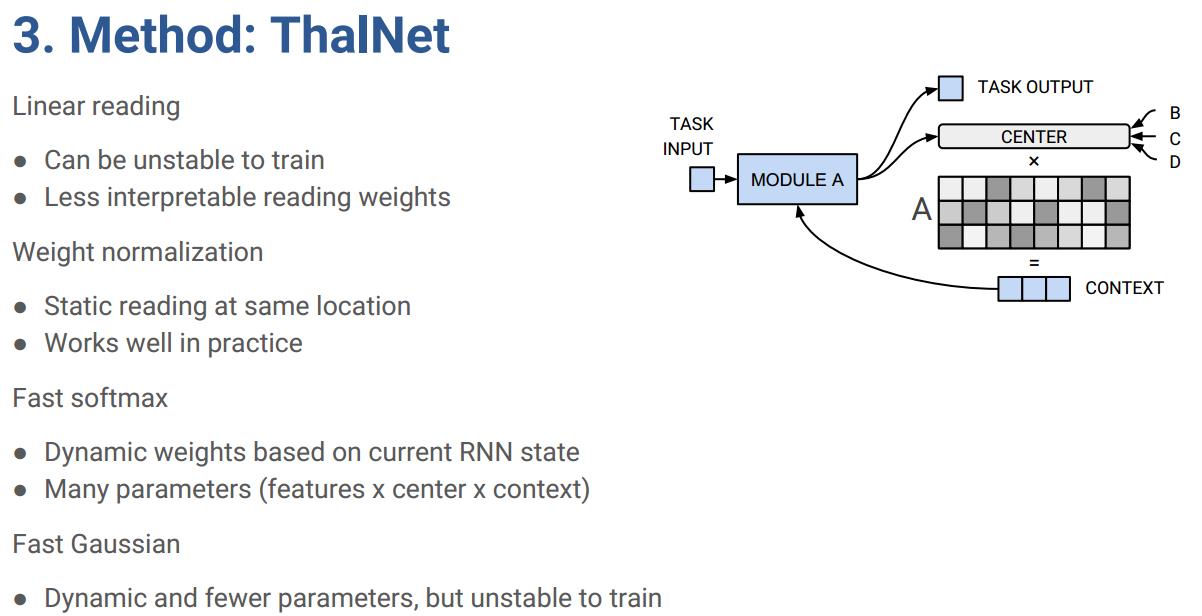 3. Method: ThalNet
Linear reading
● Can be unstable to train
● Less interpretable reading weights
Weight normalization
● Static reading at same location
● Works well in practice
Fast softmax
● Dynamic weights based on current RNN state
● Many parameters (features x center x context)
Fast Gaussian
● Dynamic and fewer parameters, but unstable to train
TASK OUTPUT
TASK
INPUT
MODULE A
CENTER
B
C
D
×
A
=
CONTEXT